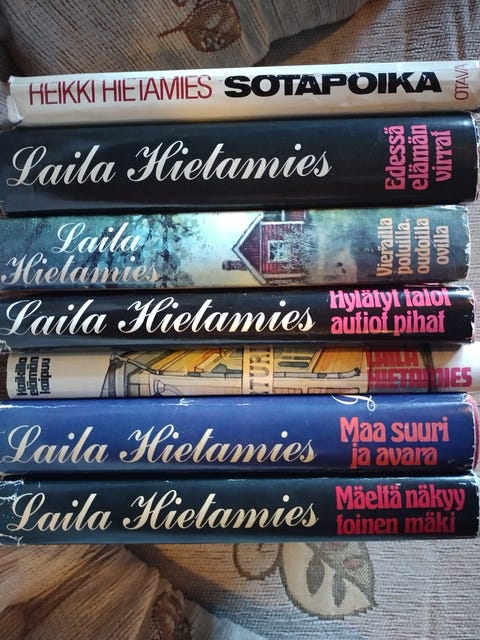 HEIKKI HIETAMIES SOTAPOIKA OTAVA
Laila Hietamies
Edessä
elämän
virrat
Laila
Hietamies
Vierailla
poluilla,
oudoilla
ovilla
Laila Hietamies
Hylätyt talot
autiot pihat
LAILA
HIETAMIES
Laila Hietamies
Maa suuri
ja avara
Laila Hietamies
Mäeltä näkyy
toinen mäki